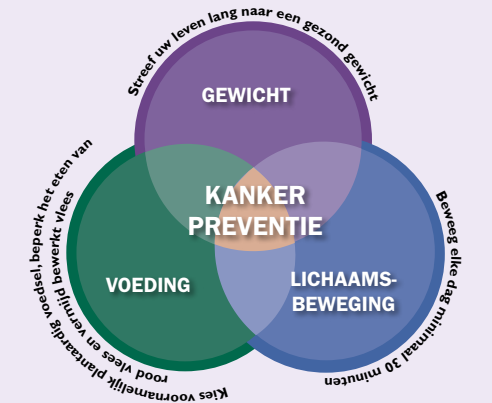 Streef uw leven lang naar een gezond gewicht
GEWICHT
KANKER
PREVENTIE
VOEDING
LICHAAMS-
BEWEGING
Kies voornamelijk plantaardig voedsel, beperk het eten van
rood vlees en vermijd bewerkt vlees
Beweeg elke dag minimaal 30 minuten